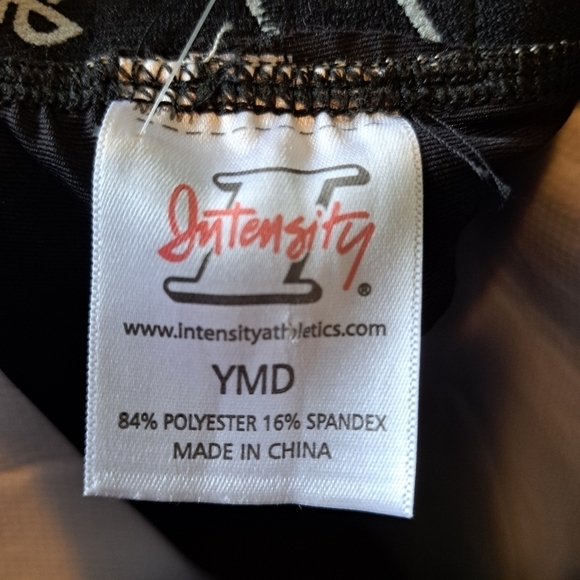 Intensity
I
®
www.intensityathletics.com
YMD
84% POLYESTER 16% SPANDEX
MADE IN CHINA